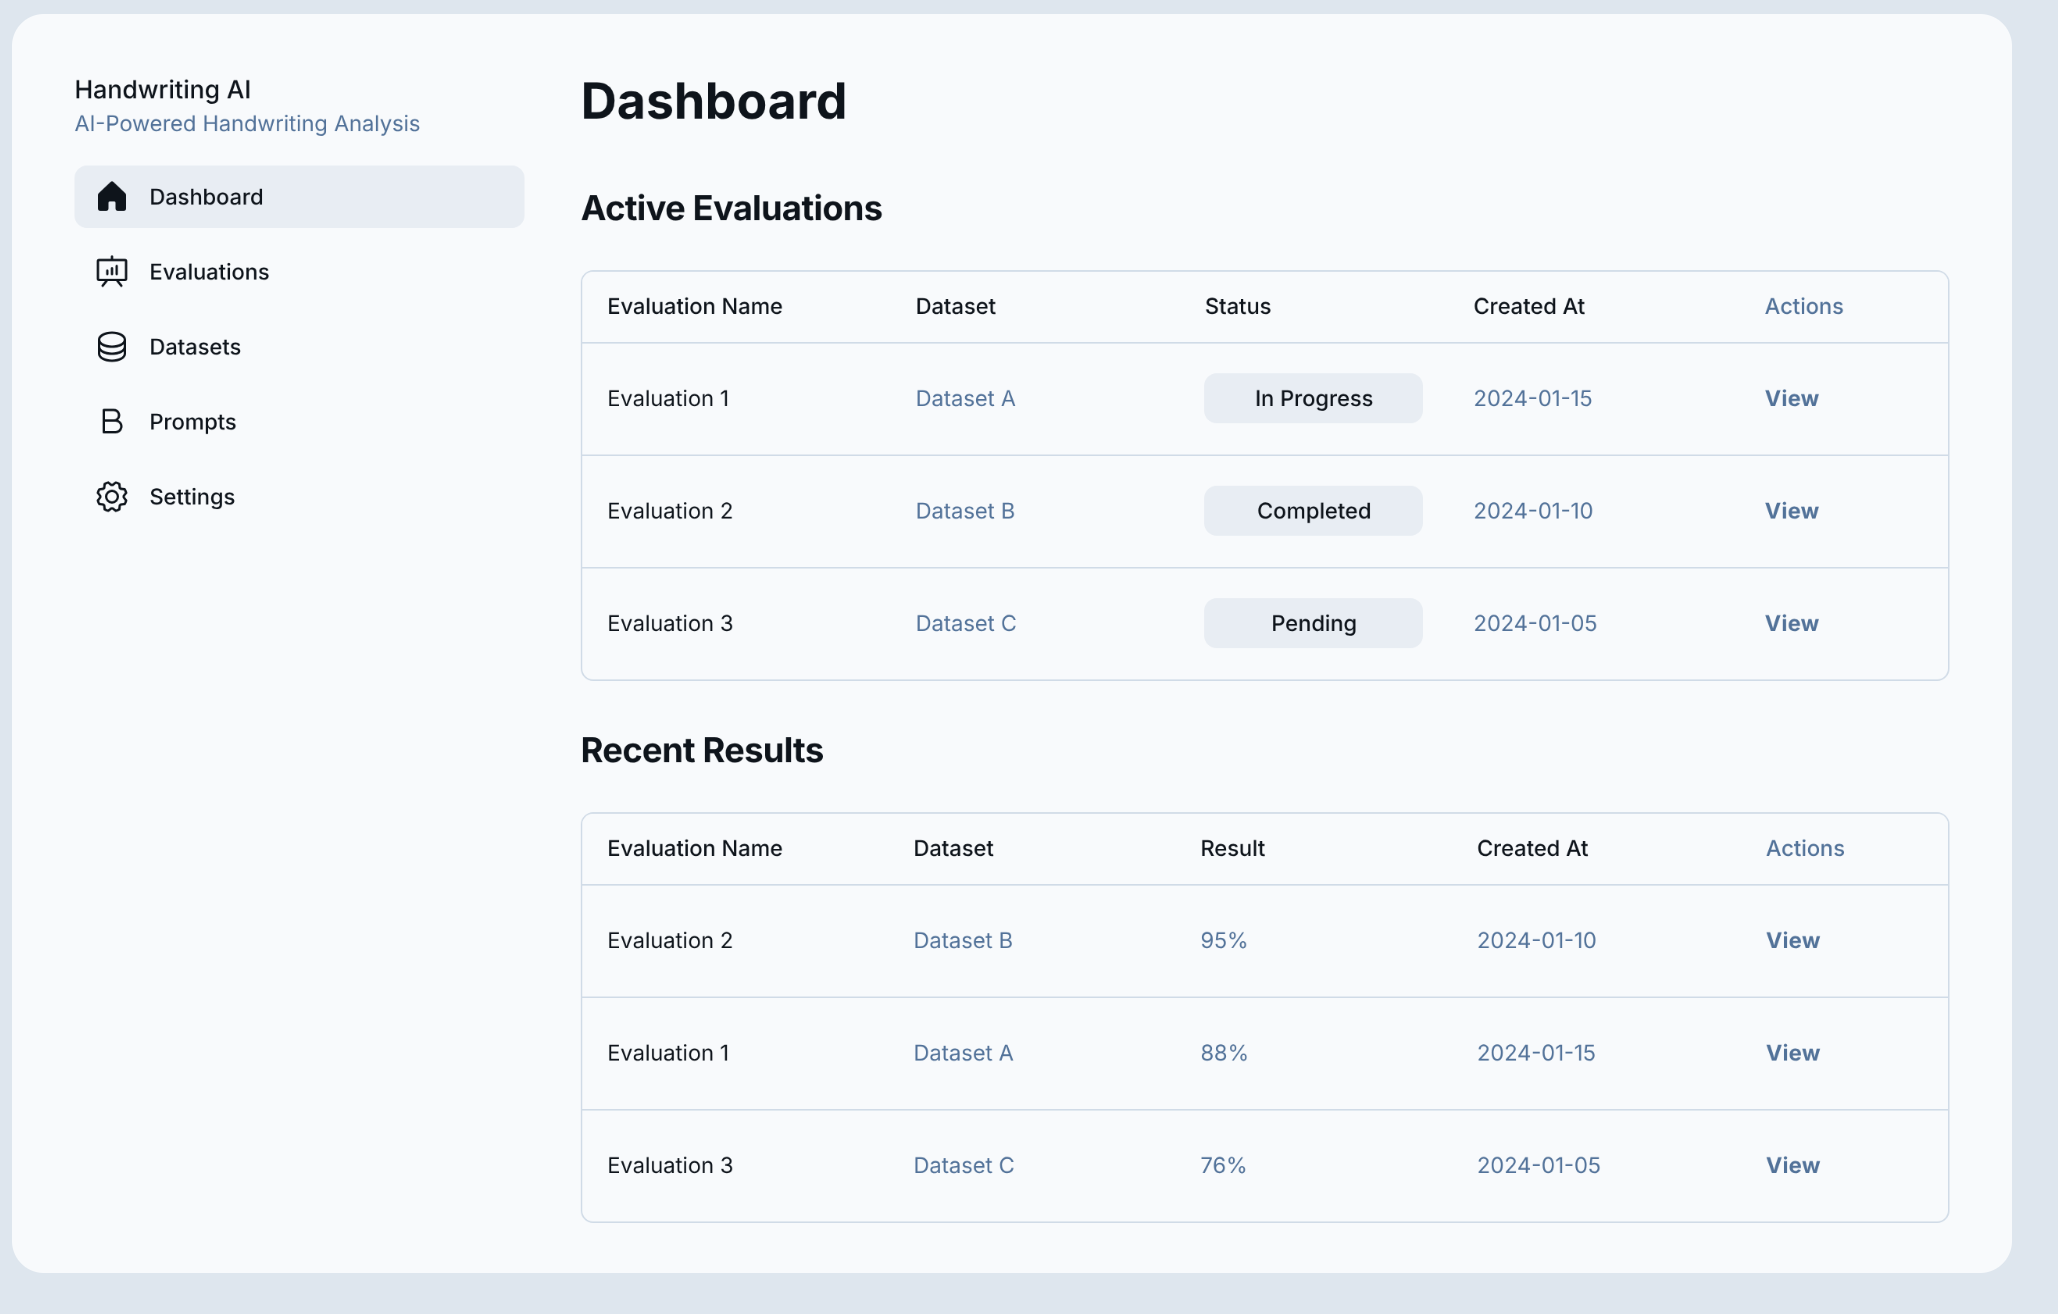 Handwriting AI
AI-Powered Handwriting Analysis
Dashboard
Evaluations
Datasets
Prompts
Settings
Dashboard
Active Evaluations
Evaluation Name Dataset Status Created At Actions
Evaluation 1 Dataset A In Progress 2024-01-15 View
Evaluation 2 Dataset B Completed 2024-01-10 View
Evaluation 3 Dataset C Pending 2024-01-05 View
Recent Results
Evaluation Name Dataset Result Created At Actions
Evaluation 2 Dataset B 95% 2024-01-10 View
Evaluation 1 Dataset A 88% 2024-01-15 View
Evaluation 3 Dataset C 76% 2024-01-05 View